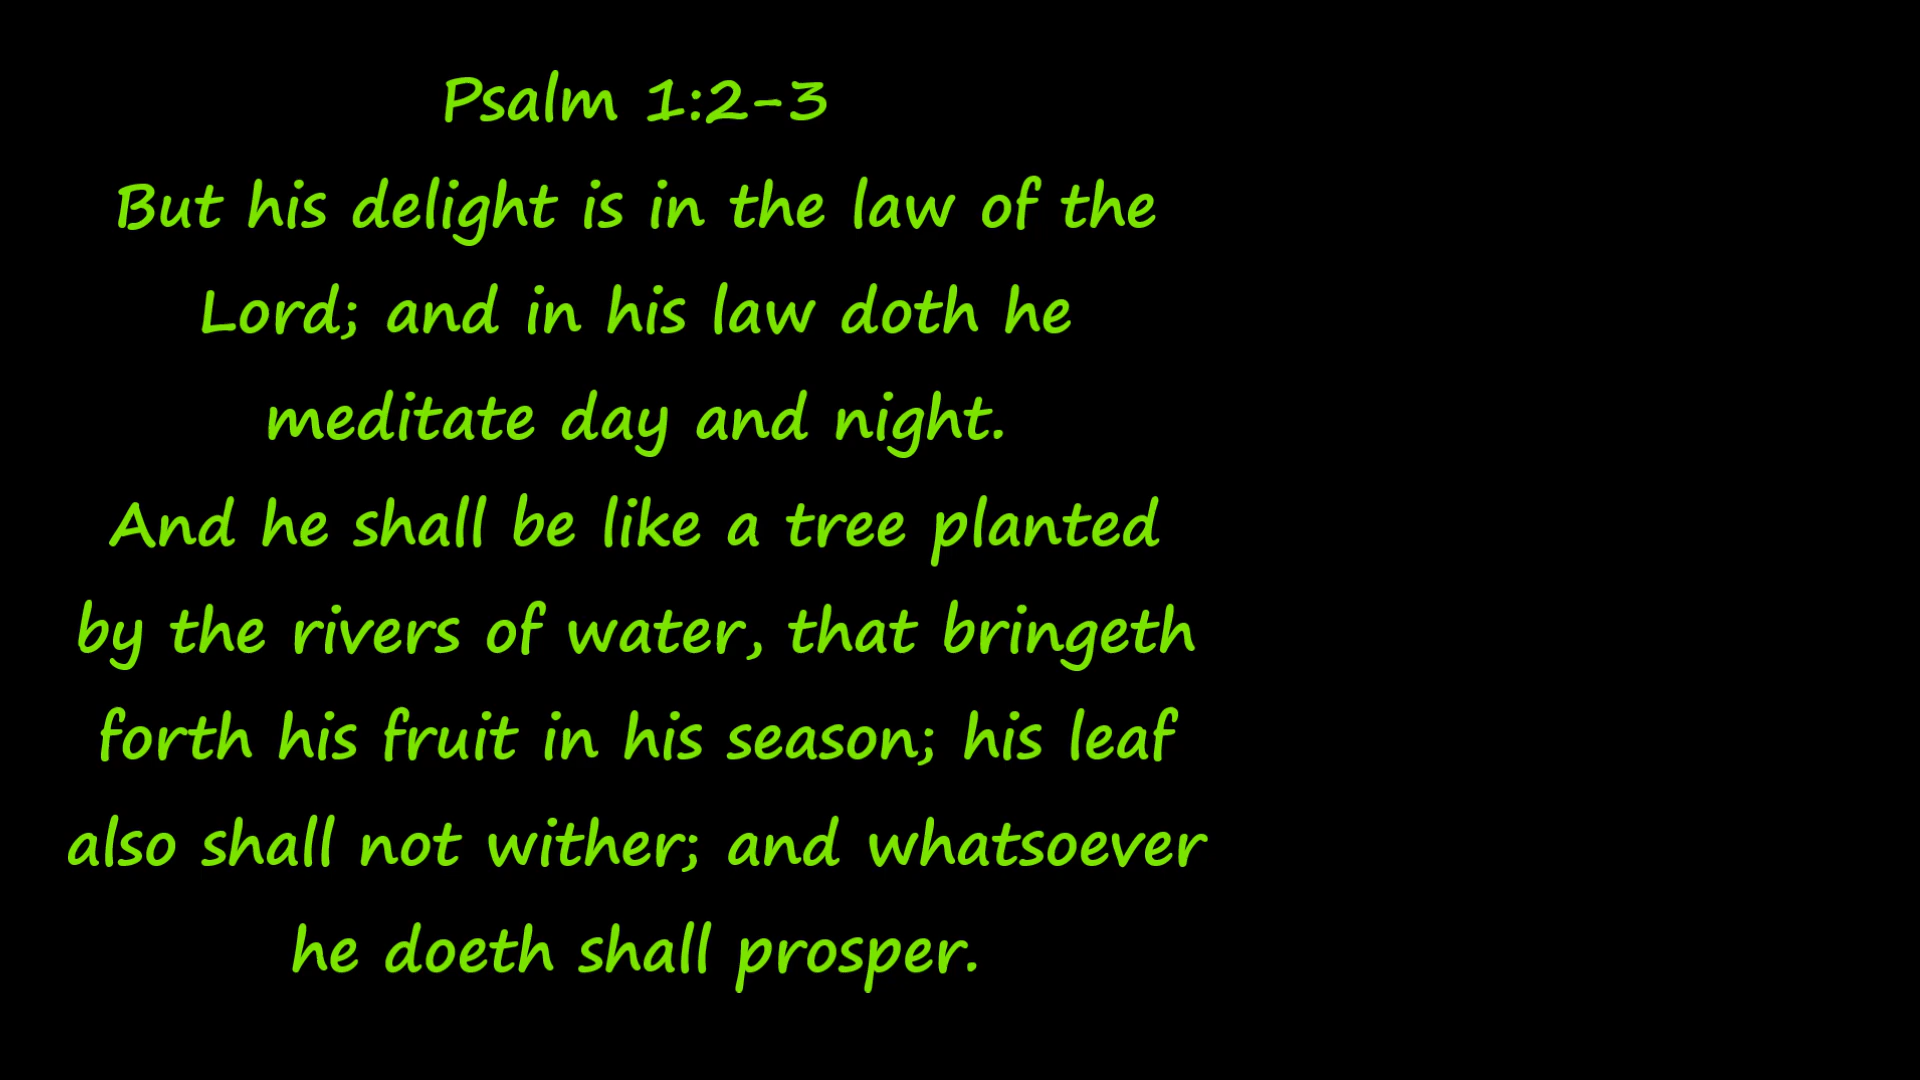 Psalm 1:2-3
But his delight is in the law of the
Lord; and in his law doth he
meditate day and night.
And he shall be like a tree planted
by the rivers of water, that bringeth
forth his fruit in his season; his leaf
also shall not wither; and whatsoever
he doeth shall prosper.